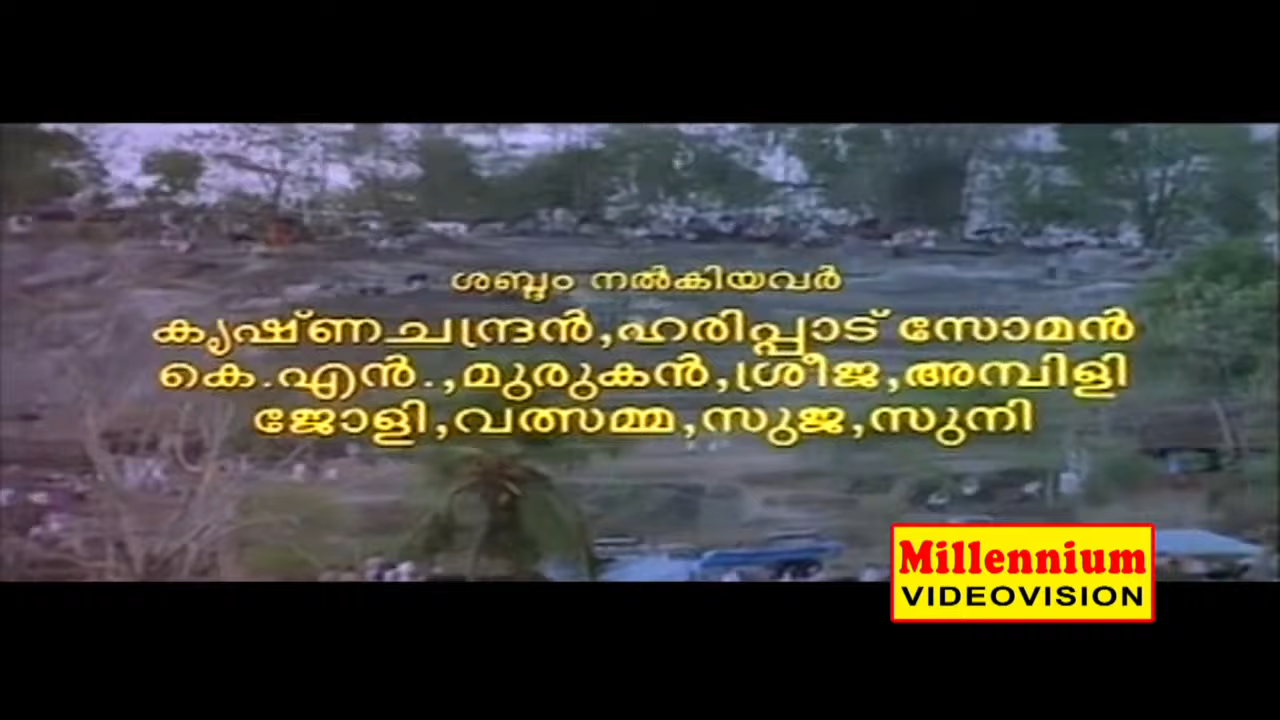 ശബ്ദം നൽകിയവർ
കൃഷ്ണചന്ദ്രൻ,ഹരിപ്പാട് സോമൻ
കെ.എൻ.,മുരുകൻ,ശ്രീജ,അമ്പിളി
ജോളി,വത്സമ്മ,സുജ,സുനി
Millennium
VIDEOVISION